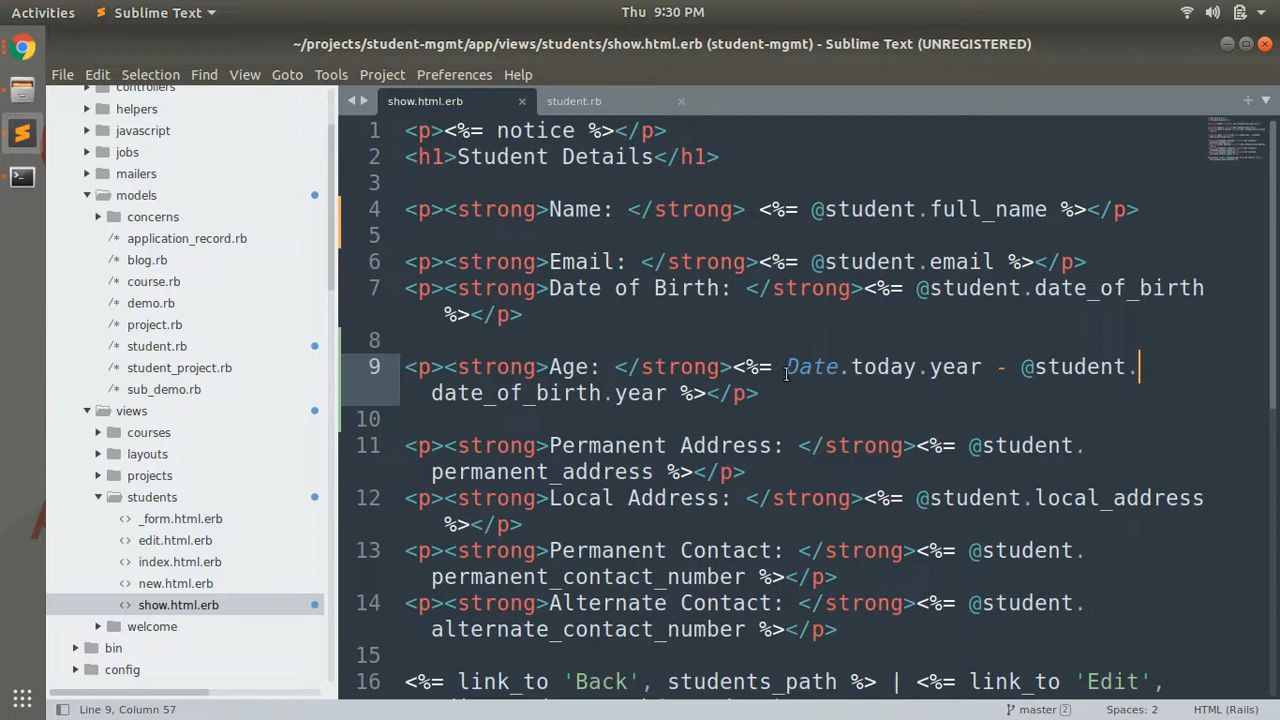 Activities Sublime Text Thu 9:30 PM
~/projects/student-mgmt/app/views/students/show.html.erb (student-mgmt) - Sublime Text (UNREGISTERED)
File Edit Selection Find View Goto Tools Project Preferences Help
controllers
helpers
javascript
jobs
mailers
models
concerns
/* application_record.rb
/* blog.rb
/* course.rb
/* demo.rb
/* project.rb
/* student.rb
/* student_project.rb
/* sub_demo.rb
views
courses
layouts
projects
students
<> _form.html.erb
<> edit.html.erb
<> index.html.erb
<> new.html.erb
<> show.html.erb
welcome
bin
config
show.html.erb × student.rb ×
1 <p><%= notice %></p>
2 <h1>Student Details</h1>
3
4 <p><strong>Name: </strong> <%= @student.full_name %></p>
5
6 <p><strong>Email: </strong><%= @student.email %></p>
7 <p><strong>Date of Birth: </strong><%= @student.date_of_birth
%></p>
8
9 <p><strong>Age: </strong><%= Date.today.year - @student.
date_of_birth.year %></p>
10
11 <p><strong>Permanent Address: </strong><%= @student.
permanent_address %></p>
12 <p><strong>Local Address: </strong><%= @student.local_address
%></p>
13 <p><strong>Permanent Contact: </strong><%= @student.
permanent_contact_number %></p>
14 <p><strong>Alternate Contact: </strong><%= @student.
alternate_contact_number %></p>
15
16 <%= link_to 'Back', students_path %> | <%= link_to 'Edit',
Line 9, Column 57 master 2 Spaces: 2 HTML (Rails)